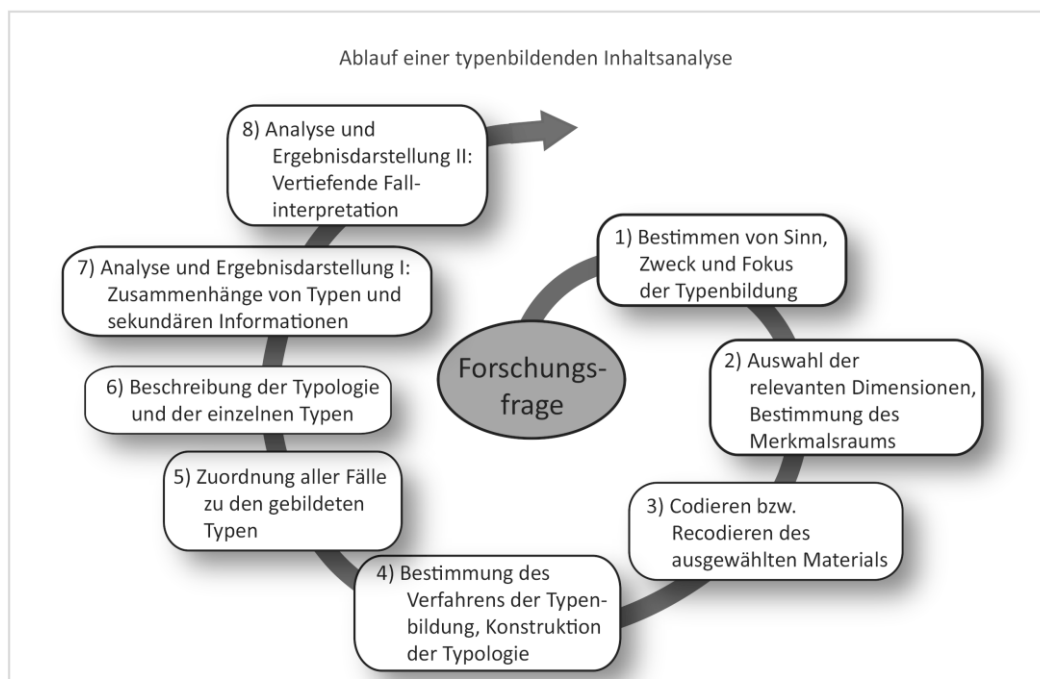 Ablauf einer typenbildenden Inhaltsanalyse
Forschungs-
frage
1) Bestimmen von Sinn,
Zweck und Fokus
der Typenbildung
2) Auswahl der
relevanten Dimensionen,
Bestimmung des
Merkmalsraums
3) Codieren bzw.
Recodieren des
ausgewählten Materials
4) Bestimmung des
Verfahrens der Typen-
bildung, Konstruktion
der Typologie
5) Zuordnung aller Fälle
zu den gebildeten
Typen
6) Beschreibung der Typologie
und der einzelnen Typen
7) Analyse und Ergebnisdarstellung I:
Zusammenhänge von Typen und
sekundären Informationen
8) Analyse und
Ergebnisdarstellung II:
Vertiefende Fall-
interpretation